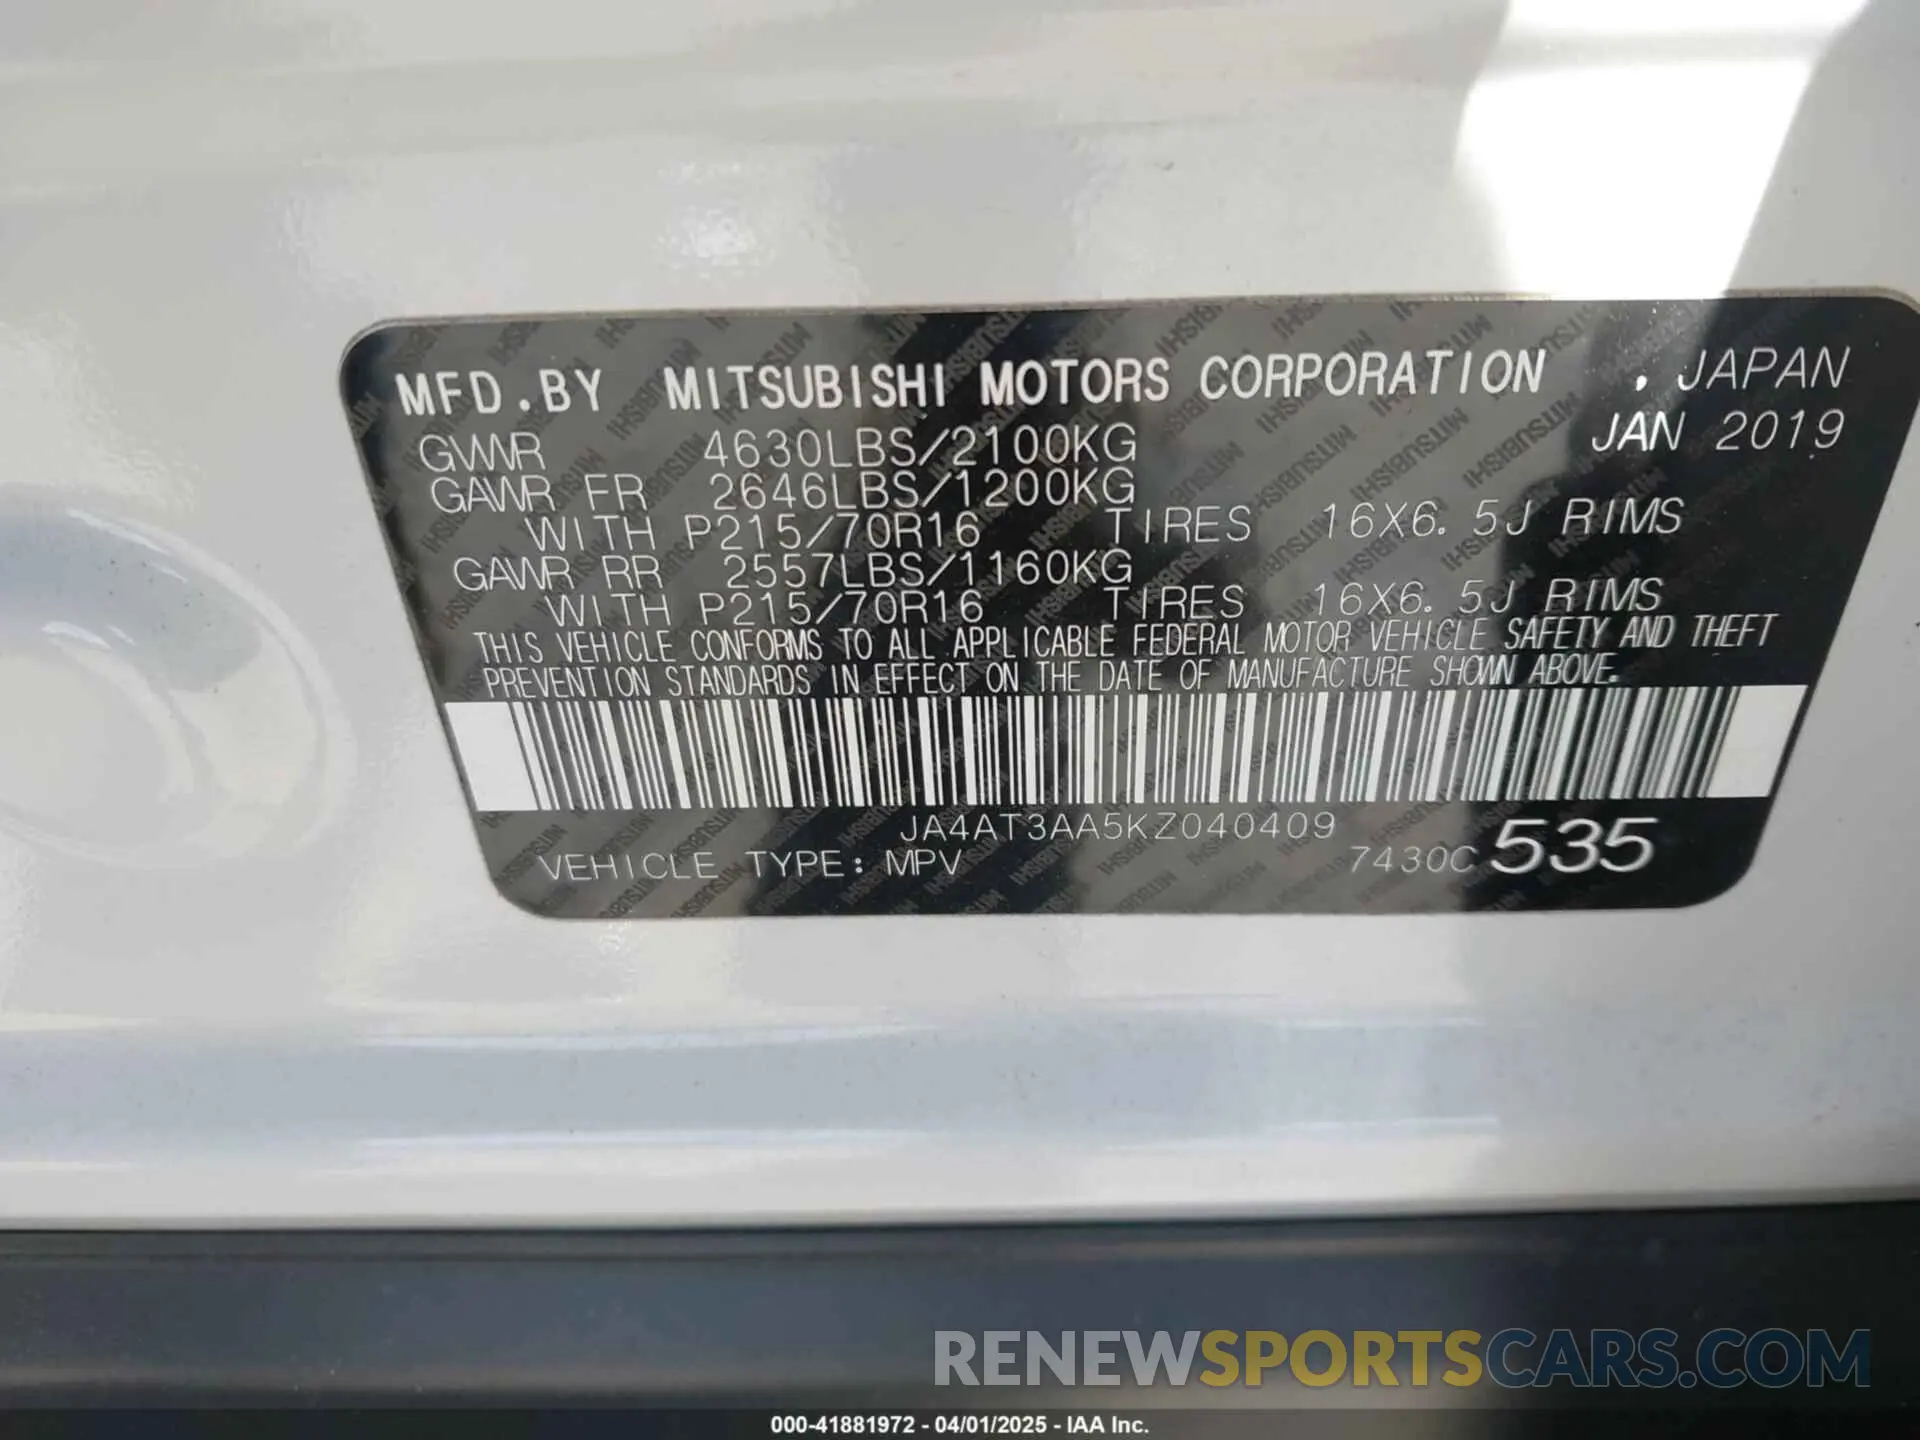 MFD.BY MITSUBISHI MOTORS CORPORATION , JAPAN
JAN 2019
GVWR 4630LBS/2100KG
GAWR FR 2646LBS/1200KG
WITH P215/70R16 TIRES 16X6.5J RIMS
GAWR RR 2557LBS/1160KG
WITH P215/70R16 TIRES 16X6.5J RIMS
THIS VEHICLE CONFORMS TO ALL APPLICABLE FEDERAL MOTOR VEHICLE SAFETY AND THEFT
PREVENTION STANDARDS IN EFFECT ON THE DATE OF MANUFACTURE SHOWN ABOVE.
JA4AT3AA5KZ040409
VEHICLE TYPE: MPV 7430C 535
RENEWSPORTSCARS.COM
000-41881972 - 04/01/2025 - IAA Inc.